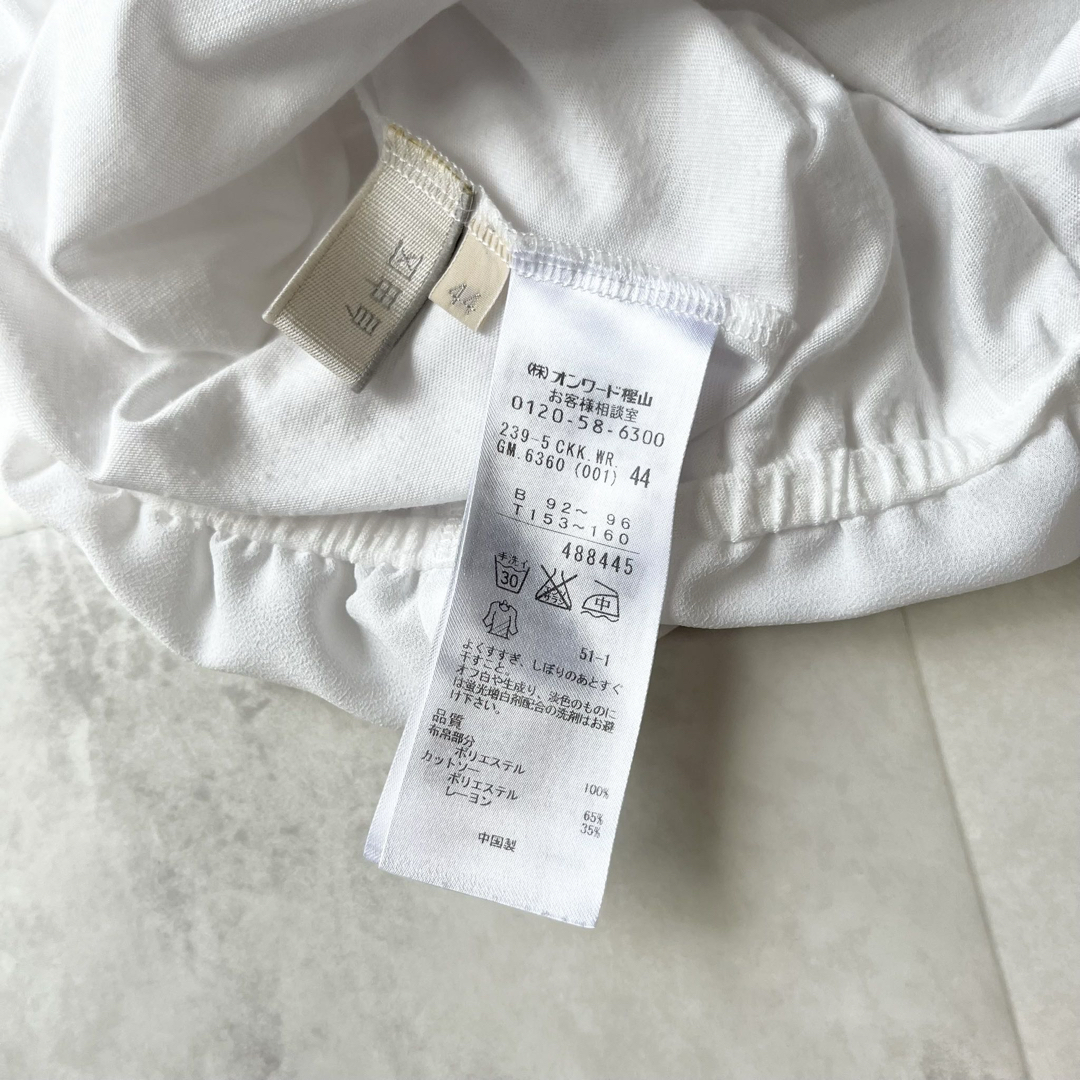 44
(株)オンワード樫山
お客様相談室
0120-58-6300
239-5 CKK.WR.
GM.6360 (001) 44
B 92～ 96
T153～160
488445
手洗イ
30
中
51-1
よくすすぎ、しぼりのあとすぐ
干すこと。
オフ白や生成り、淡色のものに
は蛍光増白剤配合の洗剤はお避
け下さい。
品質
布帛部分
ポリエステル 100%
カットソー
ポリエステル 65%
レーヨン 35%
中国製